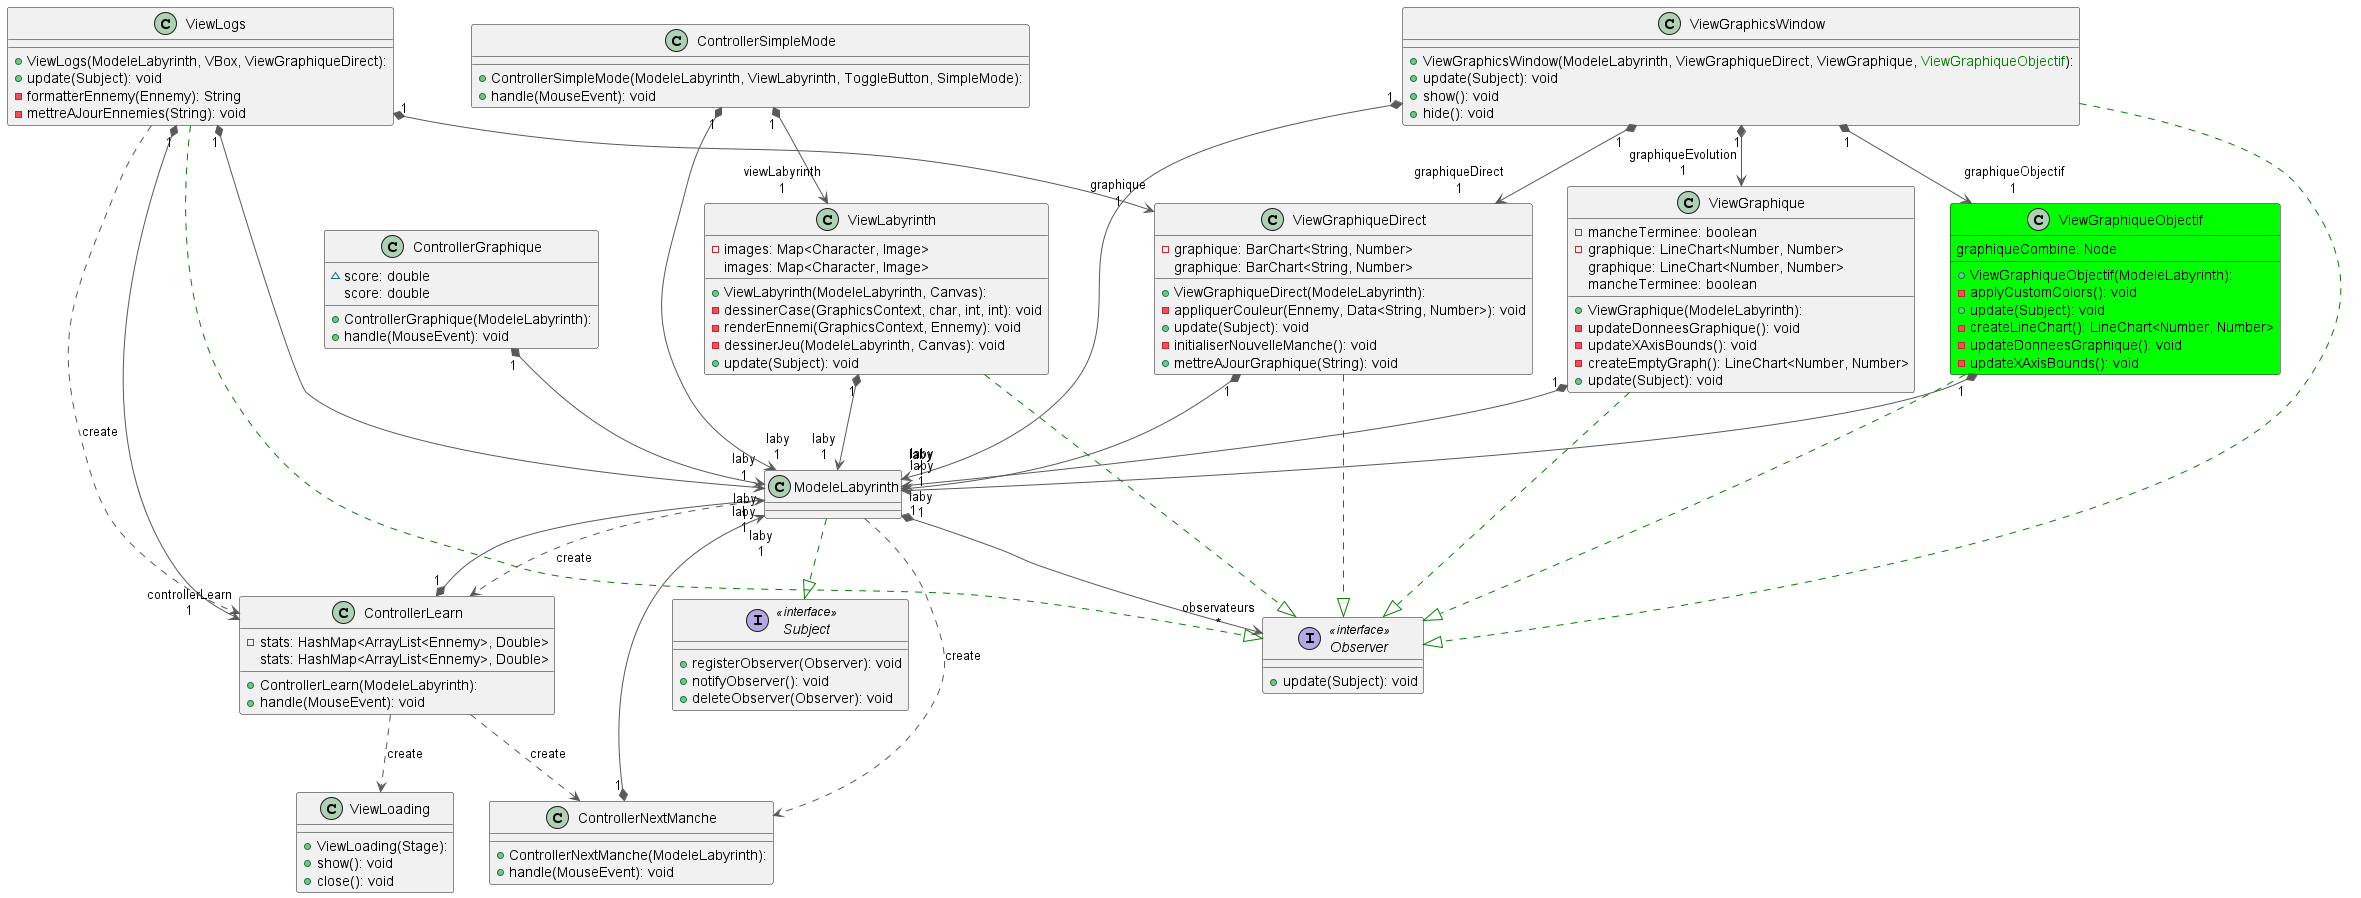 ViewLogs
ViewLogs(ModeleLabyrinth, VBox, ViewGraphiqueDirect):
update(Subject): void
formatterEnnemy(Ennemy): String
mettreAJourEnnemies(String): void
ControllerSimpleMode
ControllerSimpleMode(ModeleLabyrinth, ViewLabyrinth, ToggleButton, SimpleMode):
handle(MouseEvent): void
ViewGraphicsWindow
ViewGraphicsWindow(ModeleLabyrinth, ViewGraphiqueDirect, ViewGraphique, ViewGraphiqueObjectif):
update(Subject): void
show(): void
hide(): void
1
1
1
1
1
1
1
1
1
viewLabyrinth
1
graphique
1
graphiqueDirect
1
graphiqueEvolution
1
graphiqueObjectif
1
ControllerGraphique
score: double
score: double
ControllerGraphique(ModeleLabyrinth):
handle(MouseEvent): void
1
ViewLabyrinth
images: Map<Character, Image>
images: Map<Character, Image>
ViewLabyrinth(ModeleLabyrinth, Canvas):
dessinerCase(GraphicsContext, char, int, int): void
renderEnnemi(GraphicsContext, Ennemy): void
dessinerJeu(ModeleLabyrinth, Canvas): void
update(Subject): void
1
ViewGraphiqueDirect
graphique: BarChart<String, Number>
graphique: BarChart<String, Number>
ViewGraphiqueDirect(ModeleLabyrinth):
appliquerCouleur(Ennemy, Data<String, Number>): void
update(Subject): void
initialiserNouvelleManche(): void
mettreAJourGraphique(String): void
1
ViewGraphique
mancheTerminee: boolean
graphique: LineChart<Number, Number>
graphique: LineChart<Number, Number>
mancheTerminee: boolean
ViewGraphique(ModeleLabyrinth):
updateDonneesGraphique(): void
updateXAxisBounds(): void
createEmptyGraph(): LineChart<Number, Number>
update(Subject): void
1
ViewGraphiqueObjectif
graphiqueCombine: Node
ViewGraphiqueObjectif(ModeleLabyrinth):
applyCustomColors(): void
update(Subject): void
createLineChart(): LineChart<Number, Number>
updateDonneesGraphique(): void
updateXAxisBounds(): void
1
create
laby
1
laby
1
laby
1
laby
laby
1
laby
1
ModeleLabyrinth
laby
1
laby
1
laby
1
create
1
controllerLearn
1
ControllerLearn
stats: HashMap<ArrayList<Ennemy>, Double>
stats: HashMap<ArrayList<Ennemy>, Double>
ControllerLearn(ModeleLabyrinth):
handle(MouseEvent): void
«interface»
Subject
registerObserver(Observer): void
notifyObserver(): void
deleteObserver(Observer): void
create
observateurs
*
«interface»
Observer
update(Subject): void
create
create
1
ViewLoading
ViewLoading(Stage):
show(): void
close(): void
ControllerNextManche
ControllerNextManche(ModeleLabyrinth):
handle(MouseEvent): void